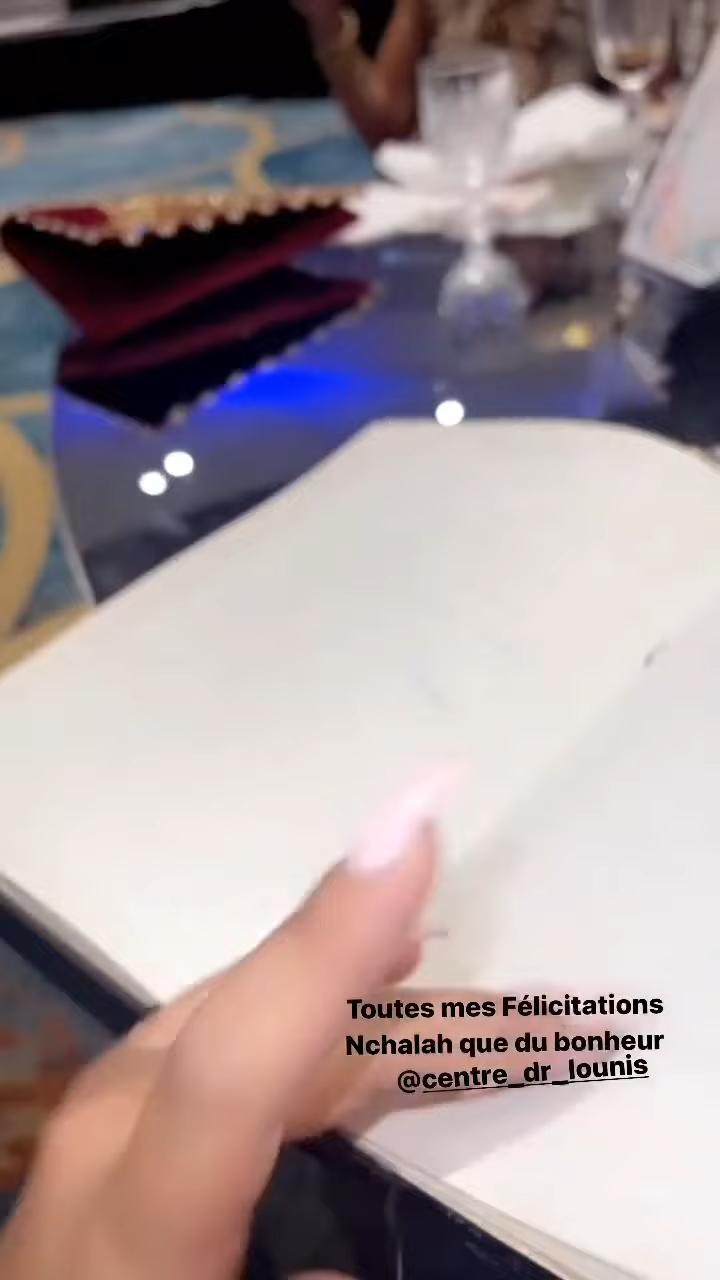 Toutes mes Félicitations
Nchalah que du bonheur
@centre_dr_lounis